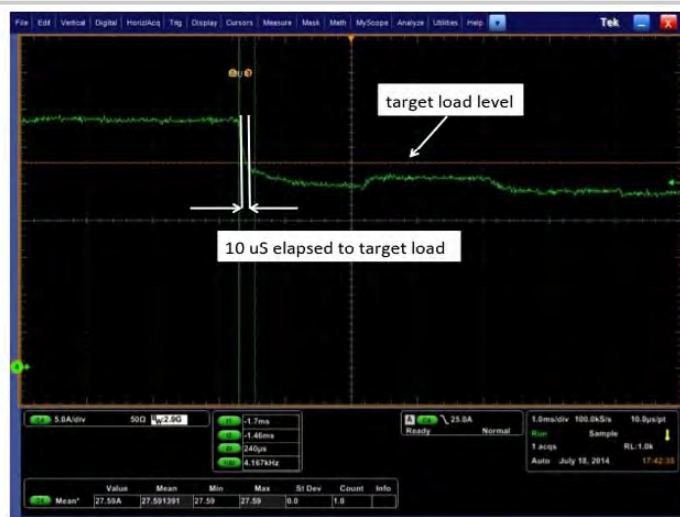 File Edit Vertical Digital Horiz/Acq Trig Display Cursors Measure Mask Math MyScope Analyze Utilities Help Tek
target load level
10 uS elapsed to target load
5.0A/div 50Ω 2.0G
-1.7ms
-1.46ms
240µs
4.167kHz
A 25.0A
Ready Normal
1.0ms/div 100.0kS/s 10.0µs/pt
Run Sample
1 acqs RL:1.0k
Auto July 18, 2014 17:42:38
Value Mean Min Max St Dev Count Info
Mean* 27.59A 27.591391 27.59 27.59 0.0 1.0